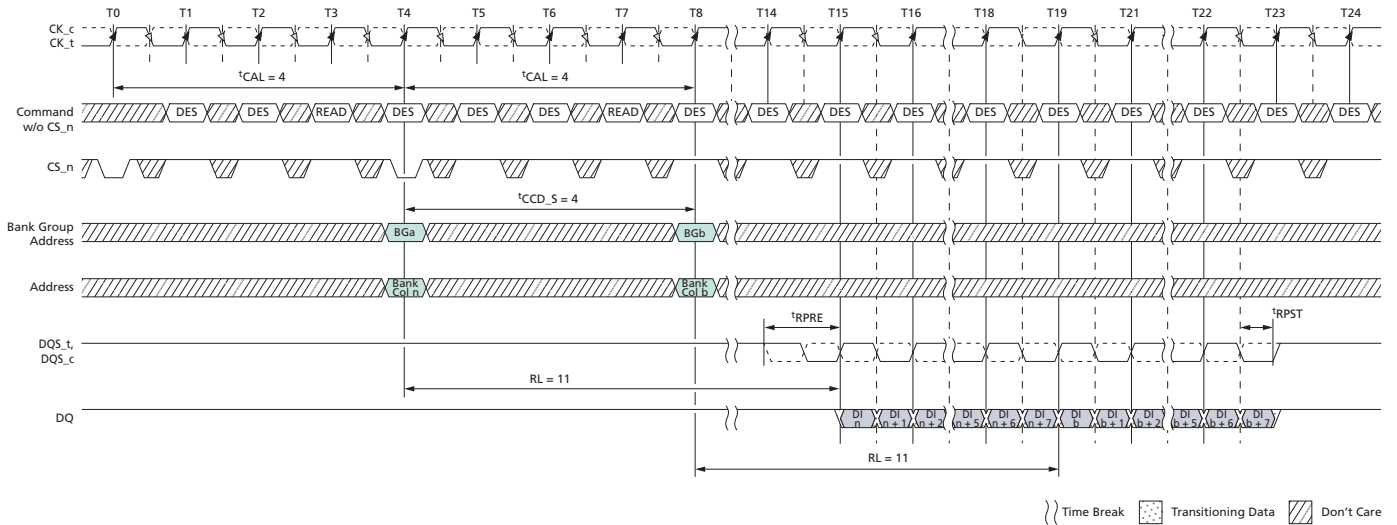 T0 T1 T2 T3 T4 T5 T6 T7 T8 T14 T15 T16 T18 T19 T21 T22 T23 T24
CK_c
CK_t
tCAL = 4 tCAL = 4
Command
w/o CS_n
DES DES READ DES DES DES READ DES DES DES DES DES DES DES DES DES DES
CS_n
tCCD_S = 4
Bank Group
Address
BGa BGb
Address
Bank
Col n
Bank
Col b
tRPRE tRPST
DQS_t,
DQS_c
RL = 11
DQ
DI
n
DI
n + 1
DI
n + 2
DI
n + 5
DI
n + 6
DI
n + 7
DI
b
DI
b + 1
DI
b + 2
DI
b + 5
DI
b + 6
DI
b + 7
RL = 11
Time Break Transitioning Data Don't Care